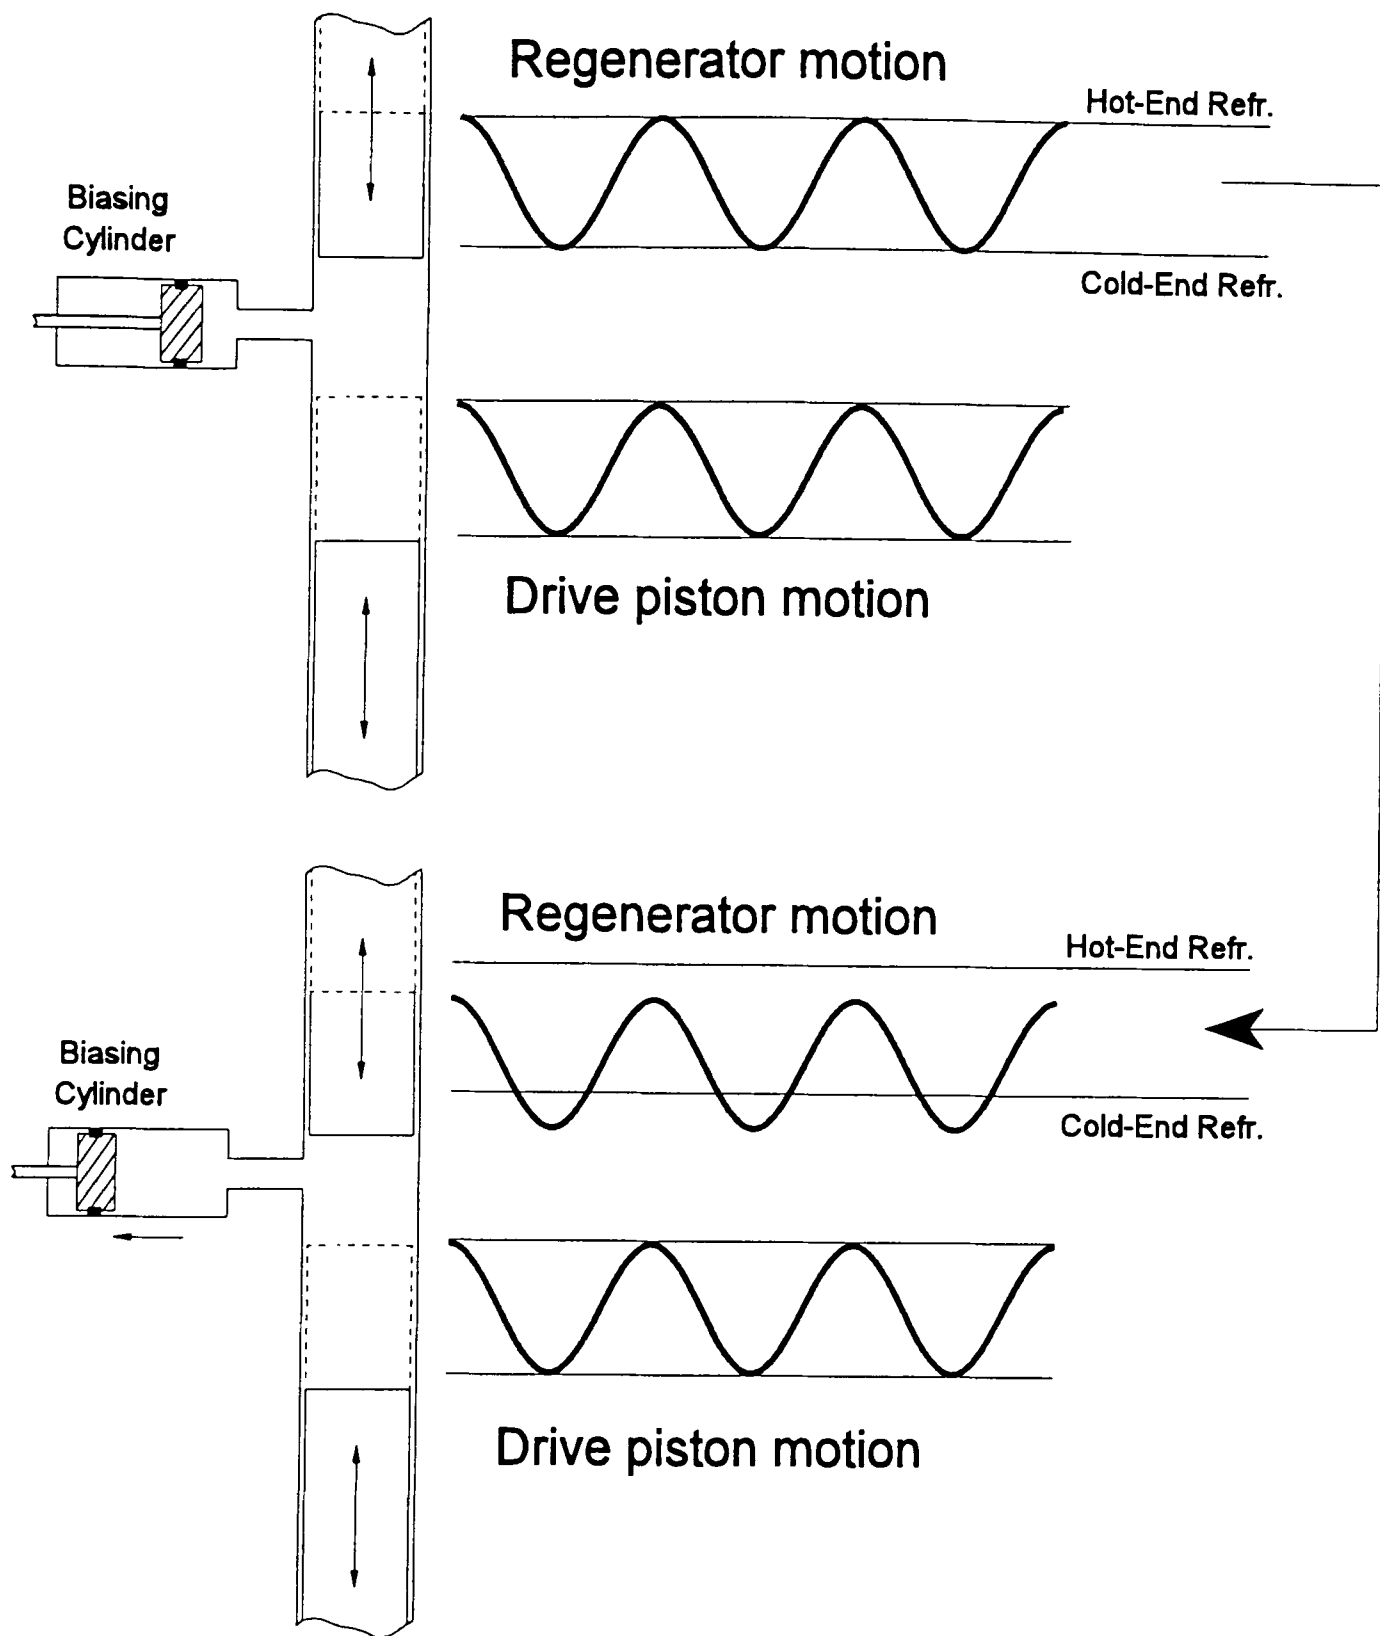 Regenerator motion
Hot-End Refr.
Biasing
Cylinder
Cold-End Refr.
Drive piston motion
Regenerator motion
Hot-End Refr.
Biasing
Cylinder
Cold-End Refr.
Drive piston motion